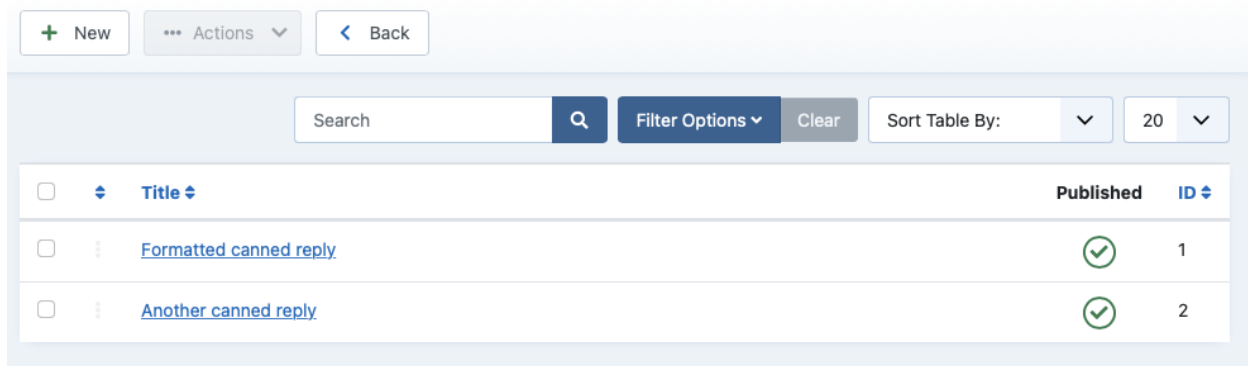 New Actions Back
Search Filter Options Clear Sort Table By: 20
Title Published ID
Formatted canned reply 1
Another canned reply 2